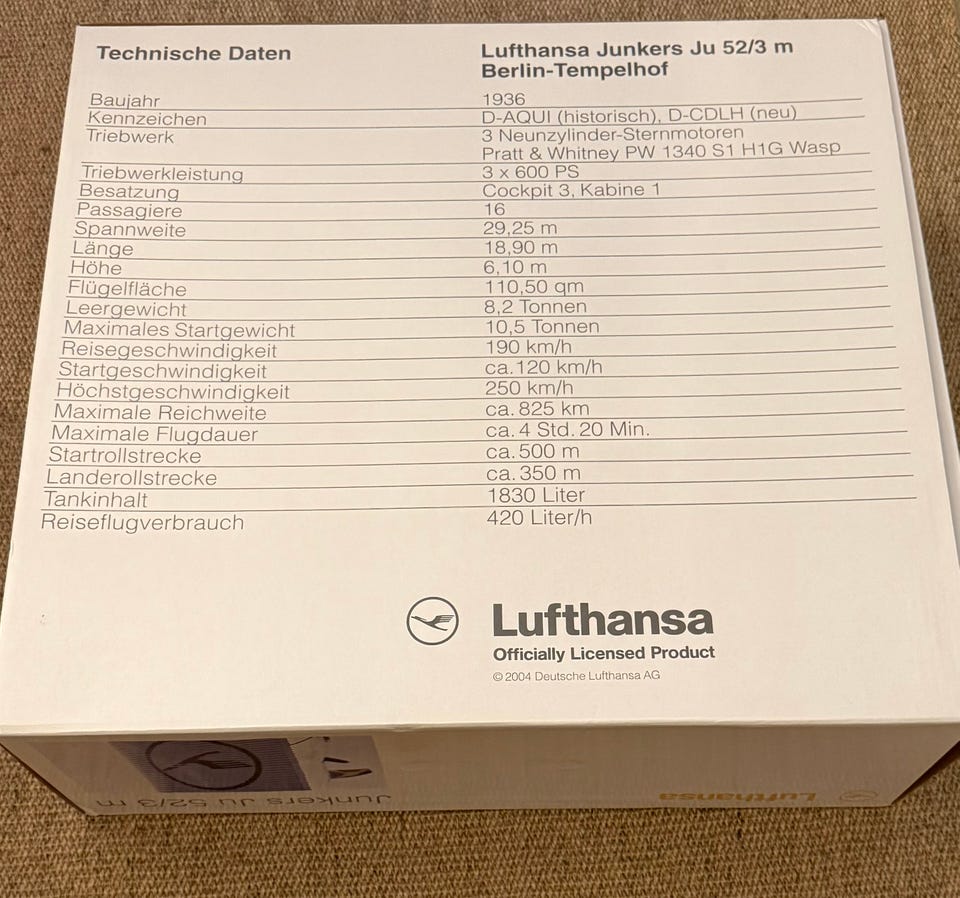 Technische Daten Lufthansa Junkers Ju 52/3 m
Berlin-Tempelhof
Baujahr 1936
Kennzeichen D-AQUI (historisch), D-CDLH (neu)
Triebwerk 3 Neunzylinder-Sternmotoren
Pratt & Whitney PW 1340 S1 H1G Wasp
Triebwerkleistung 3 x 600 PS
Besatzung Cockpit 3, Kabine 1
Passagiere 16
Spannweite 29,25 m
Länge 18,90 m
Höhe 6,10 m
Flügelfläche 110,50 qm
Leergewicht 8,2 Tonnen
Maximales Startgewicht 10,5 Tonnen
Reisegeschwindigkeit 190 km/h
Startgeschwindigkeit ca.120 km/h
Höchstgeschwindigkeit 250 km/h
Maximale Reichweite ca. 825 km
Maximale Flugdauer ca. 4 Std. 20 Min.
Startrollstrecke ca. 500 m
Landerollstrecke ca. 350 m
Tankinhalt 1830 Liter
Reiseflugverbrauch 420 Liter/h
Lufthansa
Officially Licensed Product
© 2004 Deutsche Lufthansa AG
Junkers Ju 52/3 m
Lufthansa